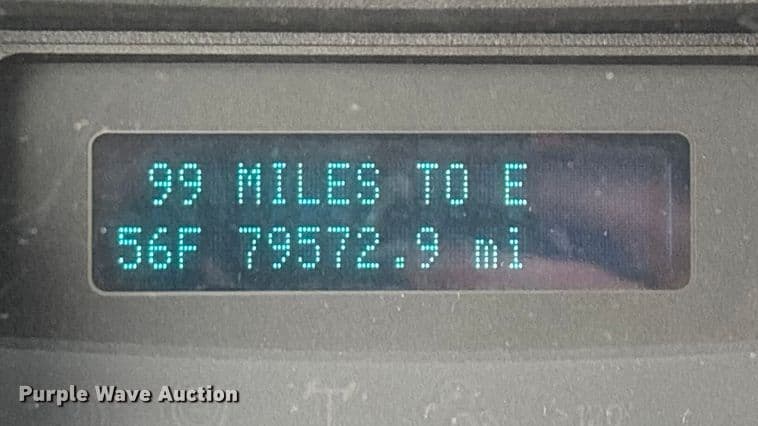 99 MILES TO E
56F 79572.9 mi
Purple Wave Auction